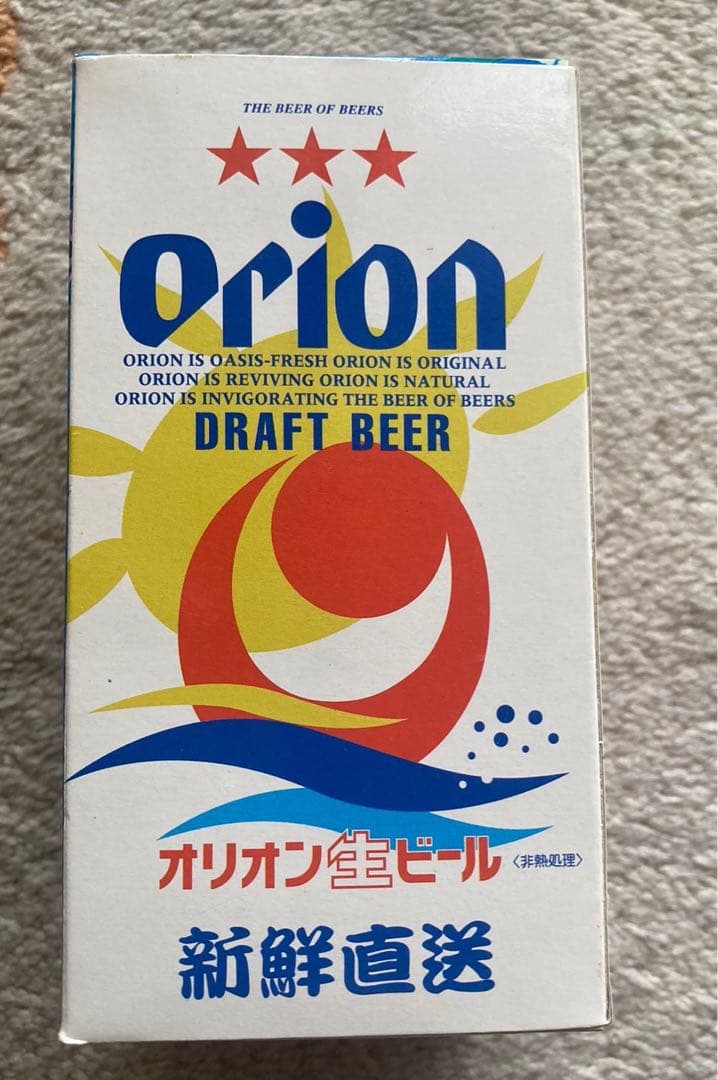 THE BEER OF BEERS
orion
ORION IS OASIS-FRESH ORION IS ORIGINAL
ORION IS REVIVING ORION IS NATURAL
ORION IS INVIGORATING THE BEER OF BEERS
DRAFT BEER
オリオン生ビール〈非熱処理〉
新鮮直送